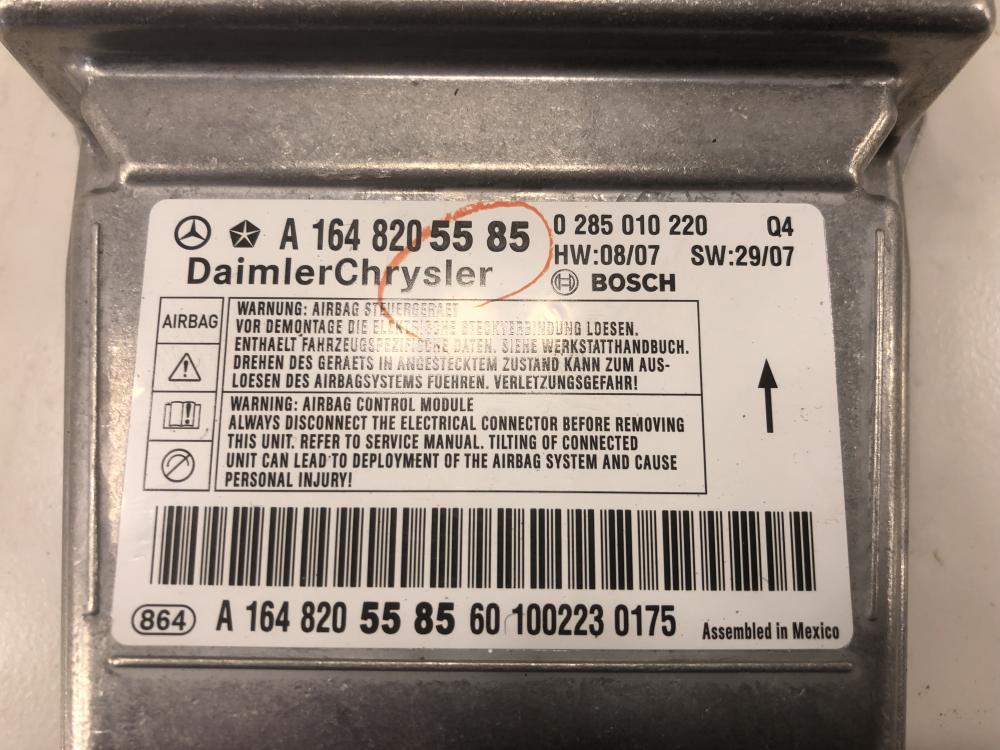 A 164 820 55 85
DaimlerChrysler
0 285 010 220 Q4
HW:08/07 SW:29/07
BOSCH
AIRBAG
WARNUNG: AIRBAG STEUERGERAET
VOR DEMONTAGE DIE ELEKTRISCHE STECKVERBINDUNG LOESEN.
ENTHAELT FAHRZEUGSPEZIFISCHE DATEN. SIEHE WERKSTATTHANDBUCH.
DREHEN DES GERAETS IN ANGESTECKTEM ZUSTAND KANN ZUM AUS-
LOESEN DES AIRBAGSYSTEMS FUEHREN. VERLETZUNGSGEFAHR!
WARNING: AIRBAG CONTROL MODULE
ALWAYS DISCONNECT THE ELECTRICAL CONNECTOR BEFORE REMOVING
THIS UNIT. REFER TO SERVICE MANUAL. TILTING OF CONNECTED
UNIT CAN LEAD TO DEPLOYMENT OF THE AIRBAG SYSTEM AND CAUSE
PERSONAL INJURY!
864 A 164 820 55 85 60 100223 0175 Assembled in Mexico